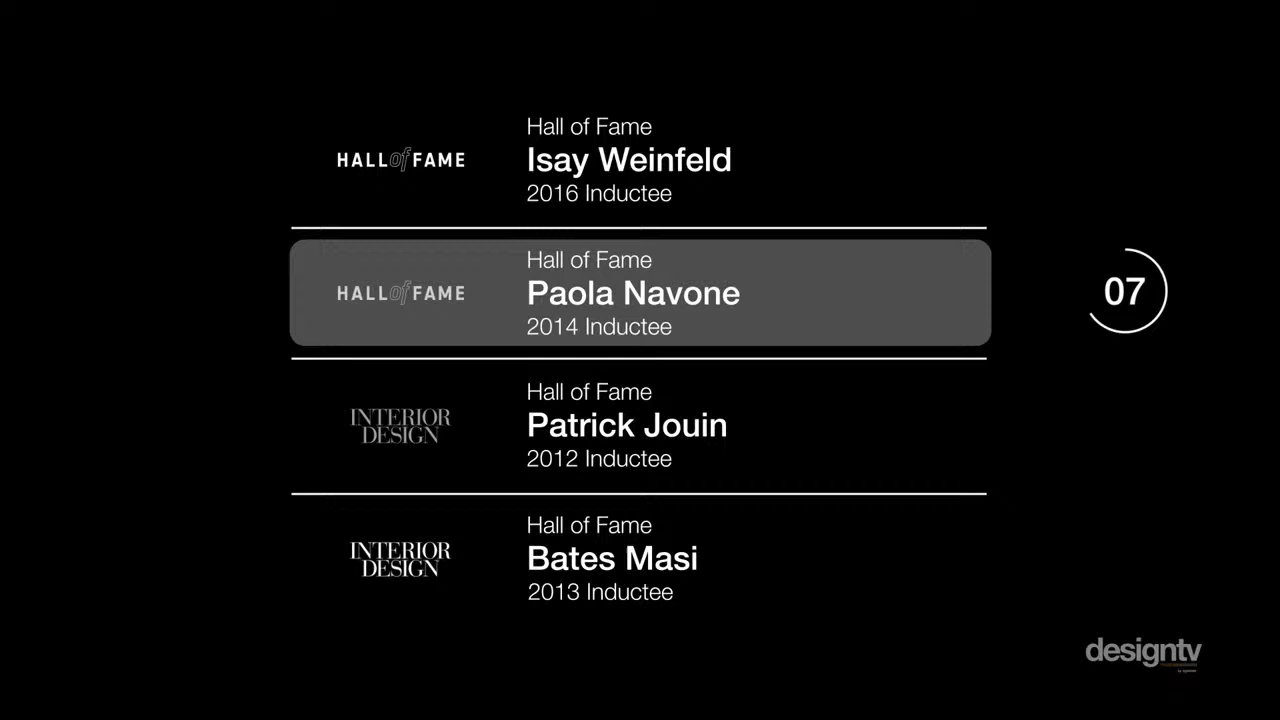 HALL of FAME
Hall of Fame
Isay Weinfeld
2016 Inductee
HALL of FAME
Hall of Fame
Paola Navone
2014 Inductee
07
INTERIOR
DESIGN
Hall of Fame
Patrick Jouin
2012 Inductee
INTERIOR
DESIGN
Hall of Fame
Bates Masi
2013 Inductee
designtv